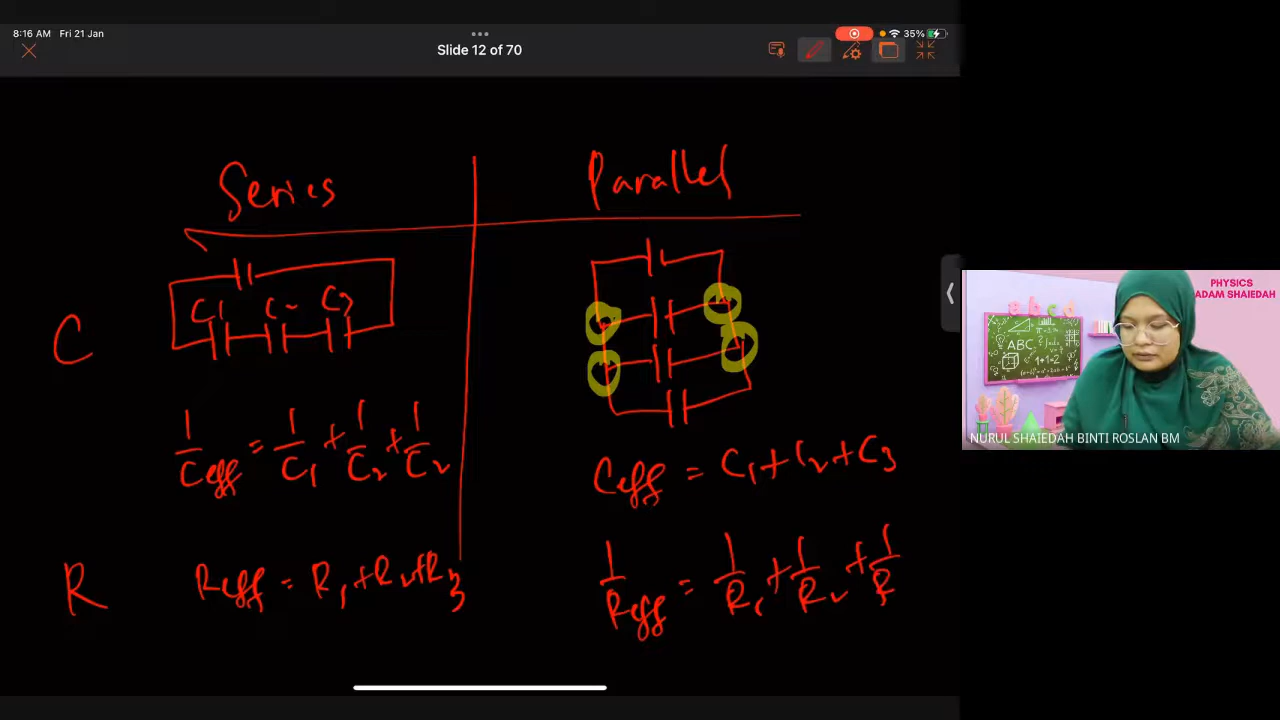 8:16 AM Fri 21 Jan
35%
Slide 12 of 70
Series
Parallel
C
C1 C2 C3
1/Ceff = 1/C1 + 1/C2 + 1/C2
Ceff = C1 + C2 + C3
R
Reff = R1 + R2 + R3
1/Reff = 1/R1 + 1/R2 + 1/R
PHYSICS
ADAM SHAIEDAH
a b c d
ABC
1+1=2
NURUL SHAIEDAH BINTI ROSLAN BM